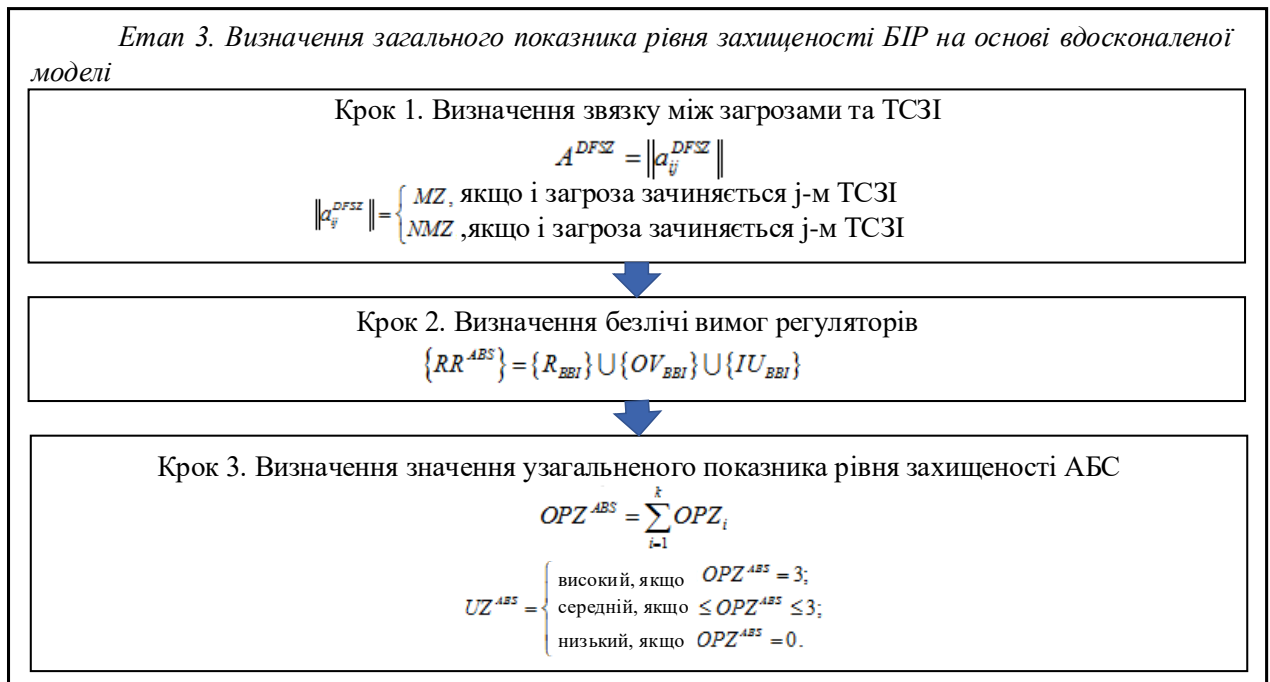 Етап 3. Визначення загального показника рівня захищеності БІР на основі вдосконаленої
моделі
Крок 1. Визначення звязку між загрозами та ТСЗІ
A^{DFSZ} = ‖a_{ij}^{DFSZ}‖
‖a_{ij}^{DFSZ}‖ = { MZ, якщо і загроза зачиняється j-м ТСЗІ
NMZ ,якщо і загроза зачиняється j-м ТСЗІ
Крок 2. Визначення безлічі вимог регуляторів
{RR^{ABS}} = {R_{BBI}} ∪ {OV_{BBI}} ∪ {IU_{BBI}}
Крок 3. Визначення значення узагальненого показника рівня захищеності АБС
OPZ^{ABS} = \sum_{i=1}^{k} OPZ_i
UZ^{ABS} = { високий, якщо OPZ^{ABS} = 3;
середній, якщо ≤ OPZ^{ABS} ≤ 3;
низький, якщо OPZ^{ABS} = 0.